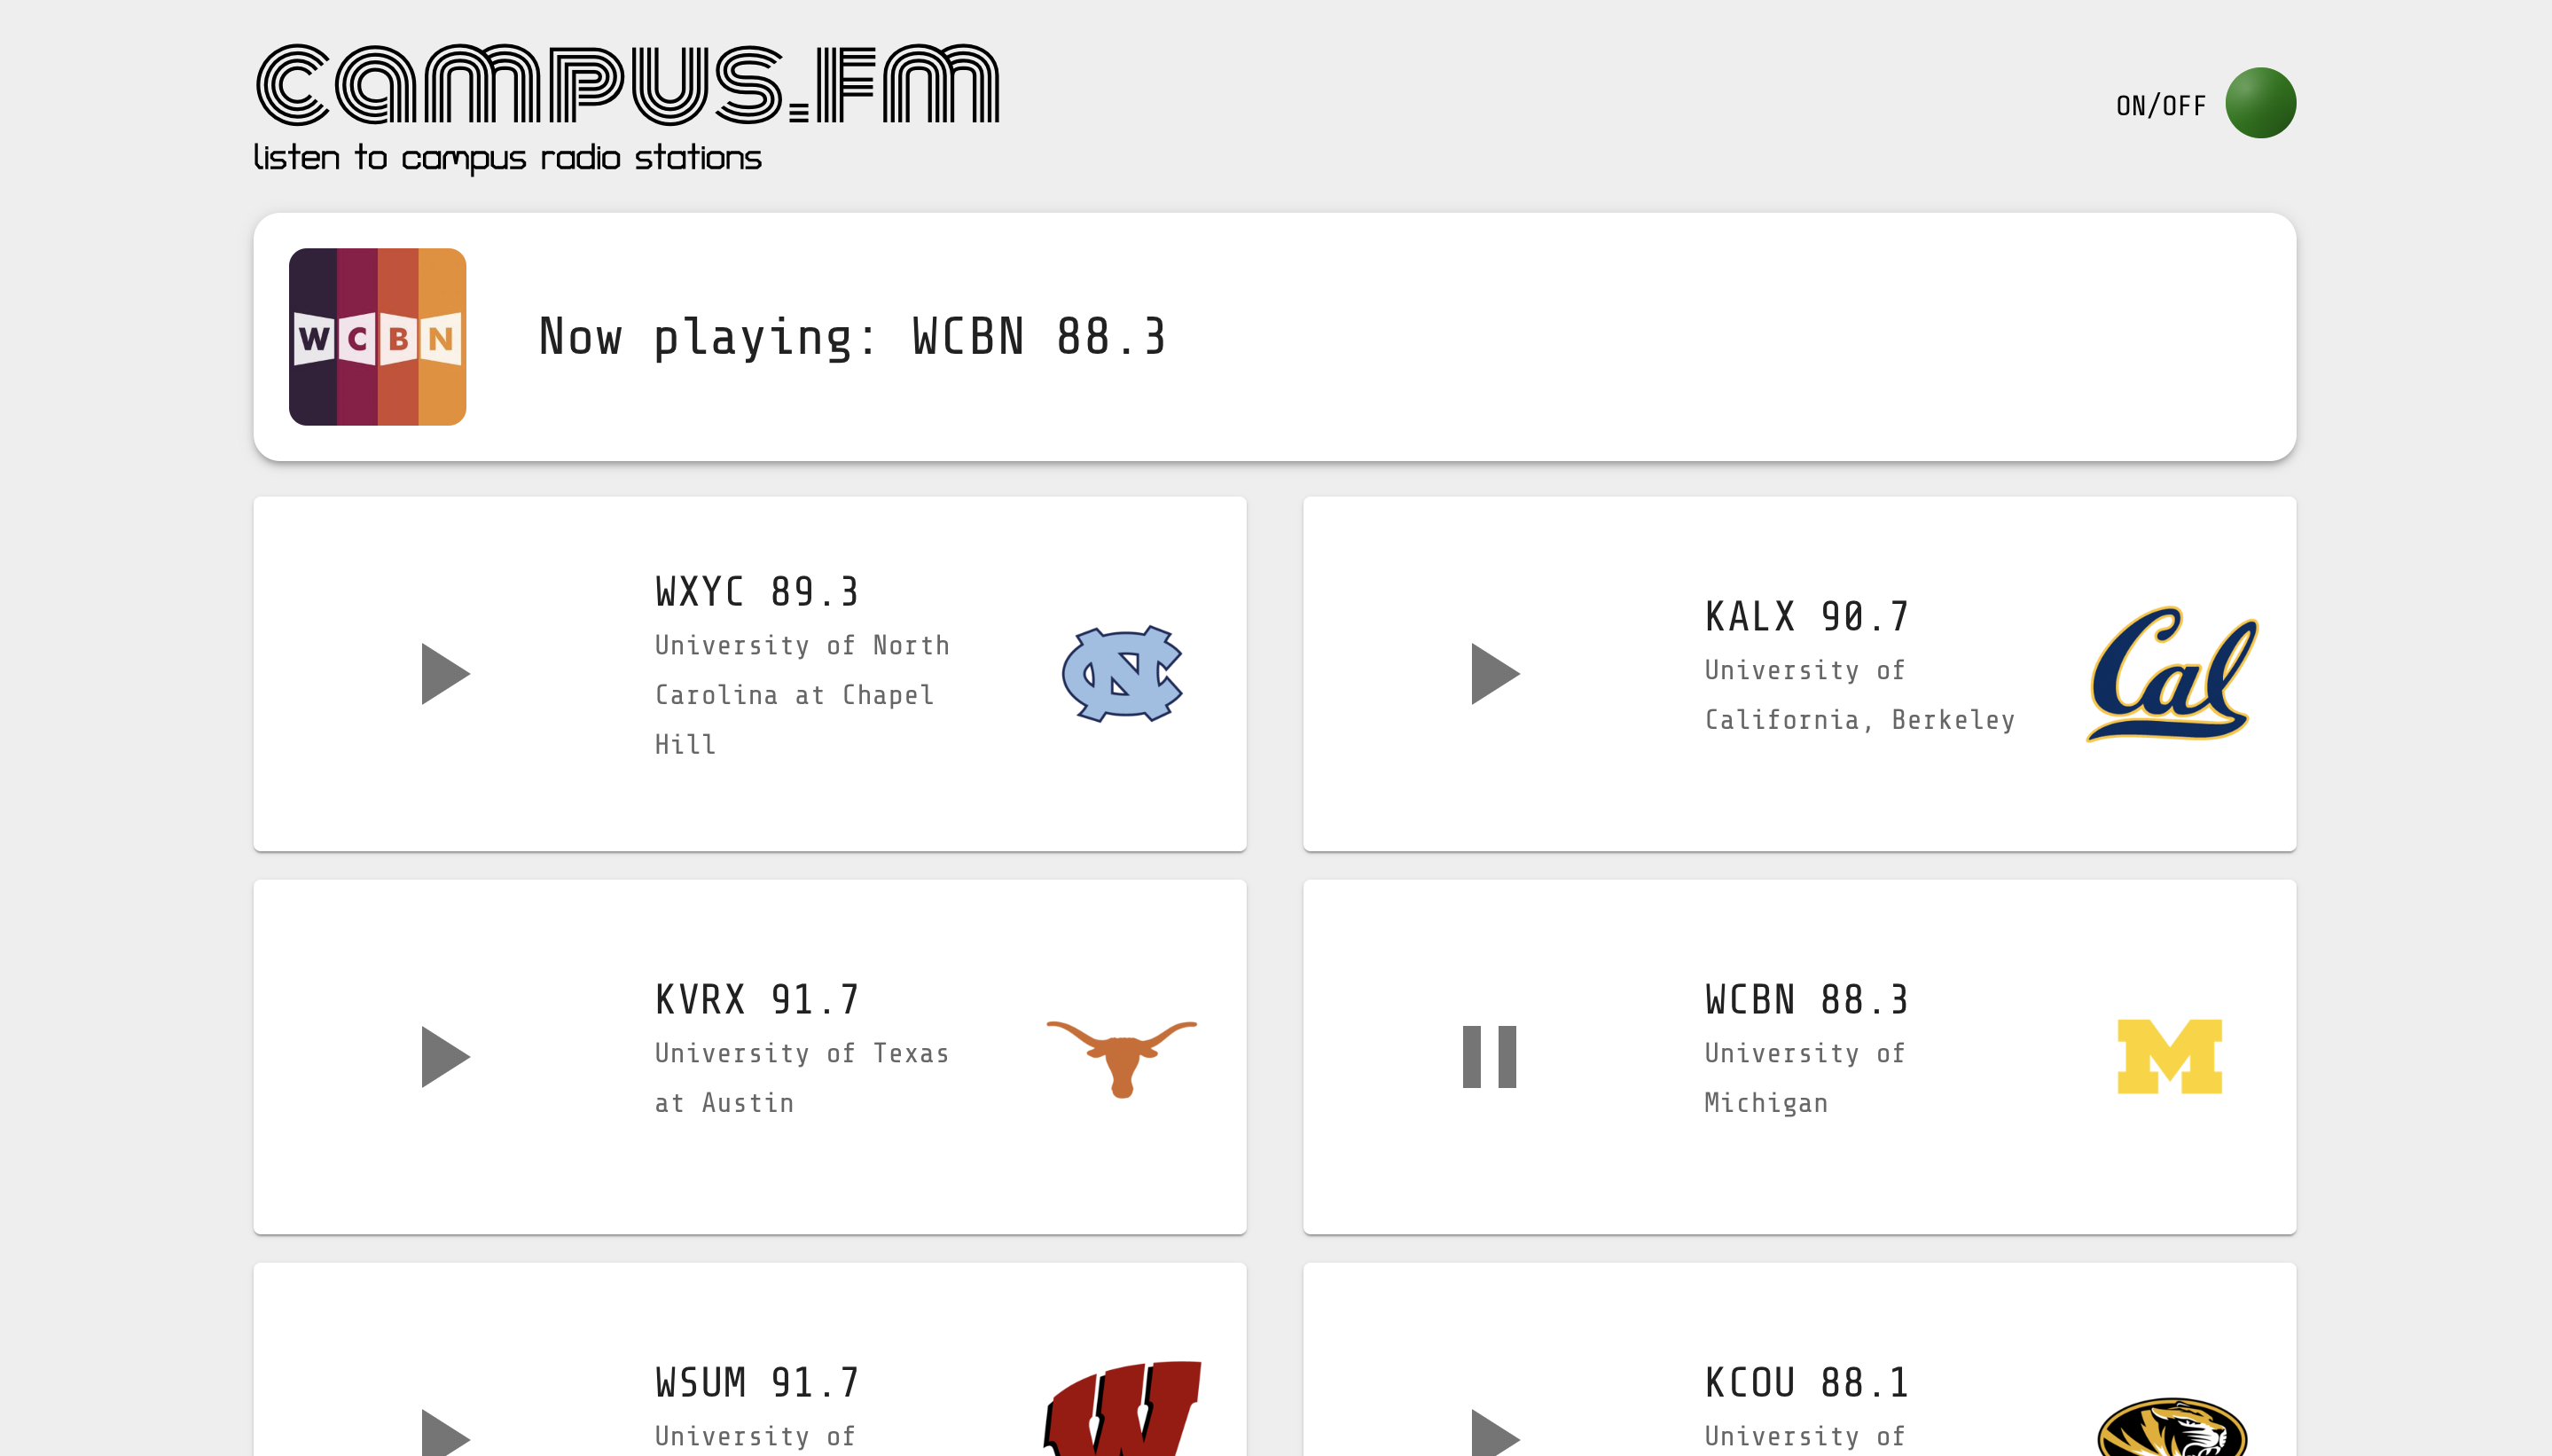 campus.fm
listen to campus radio stations
ON/OFF
WCBN
Now playing: WCBN 88.3
WXYC 89.3
University of North
Carolina at Chapel
Hill
NC
KALX 90.7
University of
California, Berkeley
Cal
KVRX 91.7
University of Texas
at Austin
WCBN 88.3
University of
Michigan
M
WSUM 91.7
University of
W
KCOU 88.1
University of